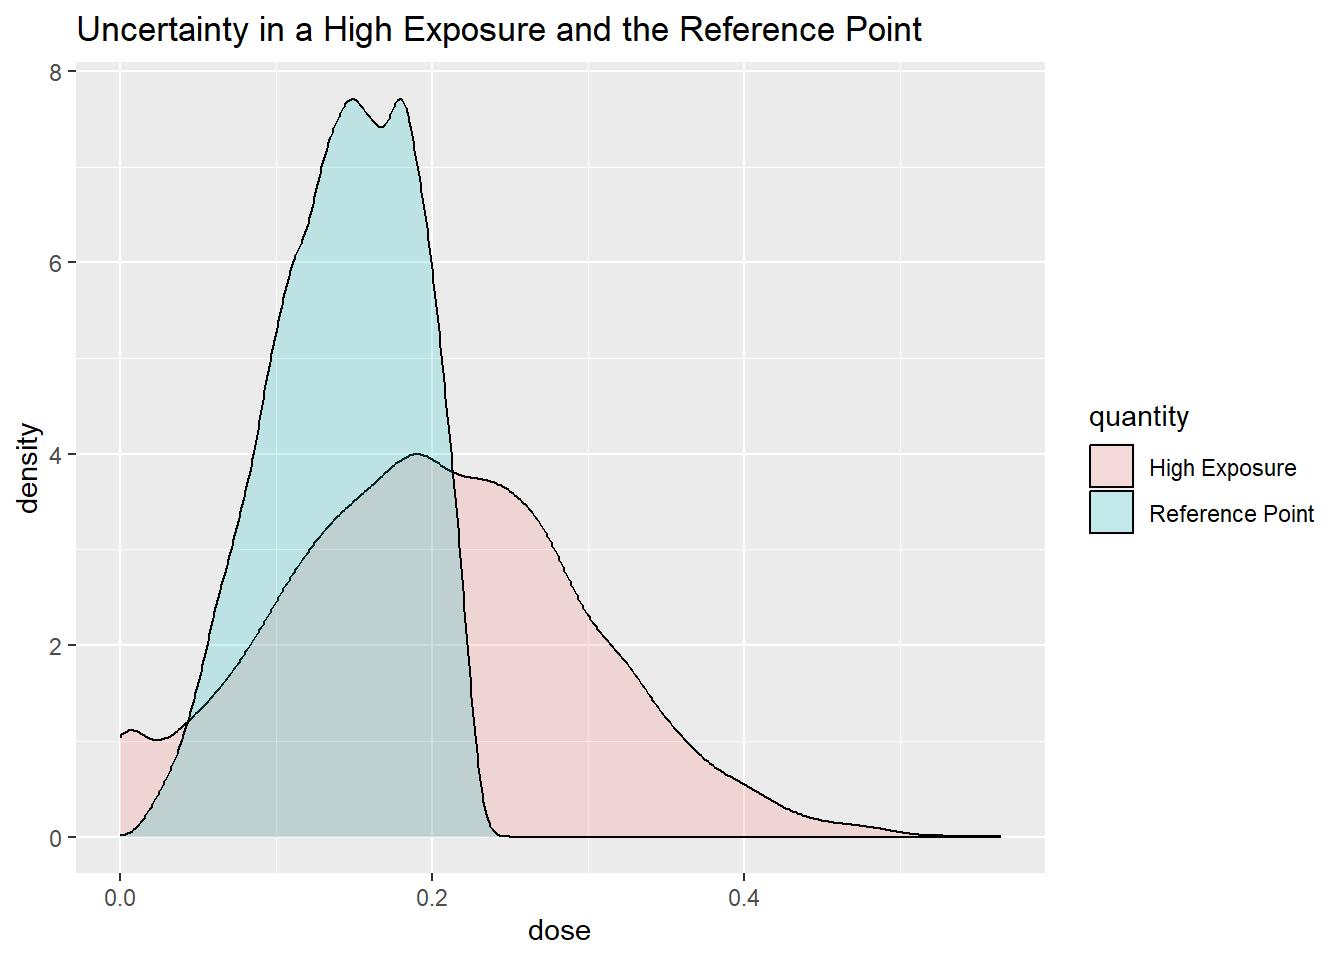 Uncertainty in a High Exposure and the Reference Point
8
6
4
2
0
density
0.0 0.2 0.4
dose
quantity
High Exposure
Reference Point